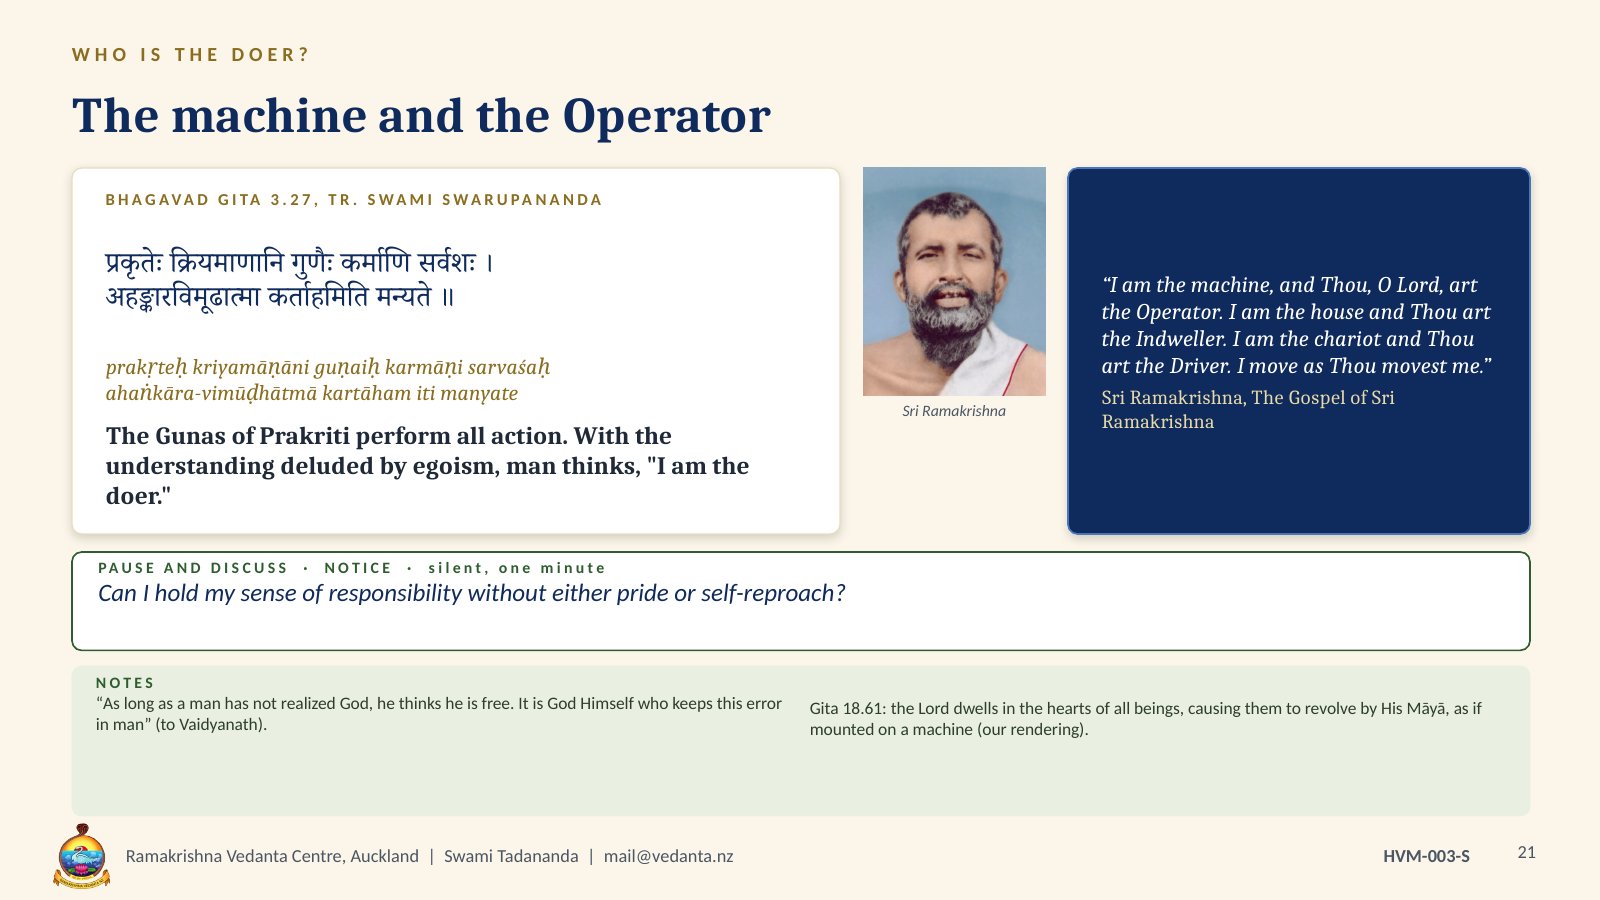 WHO IS THE DOER?
The machine and the Operator
BHAGAVAD GITA 3.27, TR. SWAMI SWARUPANANDA
प्रकृतेः क्रियमाणानि गुणैः कर्माणि सर्वशः ।
अहङ्कारविमूढात्मा कर्ताहमिति मन्यते ॥
prakṛteḥ kriyamāṇāni guṇaiḥ karmāṇi sarvaśaḥ
ahaṅkāra-vimūḍhātmā kartāham iti manyate
The Gunas of Prakriti perform all action. With the
understanding deluded by egoism, man thinks, "I am the
doer."
Sri Ramakrishna
“I am the machine, and Thou, O Lord, art
the Operator. I am the house and Thou art
the Indweller. I am the chariot and Thou
art the Driver. I move as Thou movest me.”
Sri Ramakrishna, The Gospel of Sri
Ramakrishna
PAUSE AND DISCUSS · NOTICE · silent, one minute
Can I hold my sense of responsibility without either pride or self-reproach?
NOTES
“As long as a man has not realized God, he thinks he is free. It is God Himself who keeps this error
in man” (to Vaidyanath).
Gita 18.61: the Lord dwells in the hearts of all beings, causing them to revolve by His Māyā, as if
mounted on a machine (our rendering).
Ramakrishna Vedanta Centre, Auckland | Swami Tadananda | mail@vedanta.nz
HVM-003-S
21